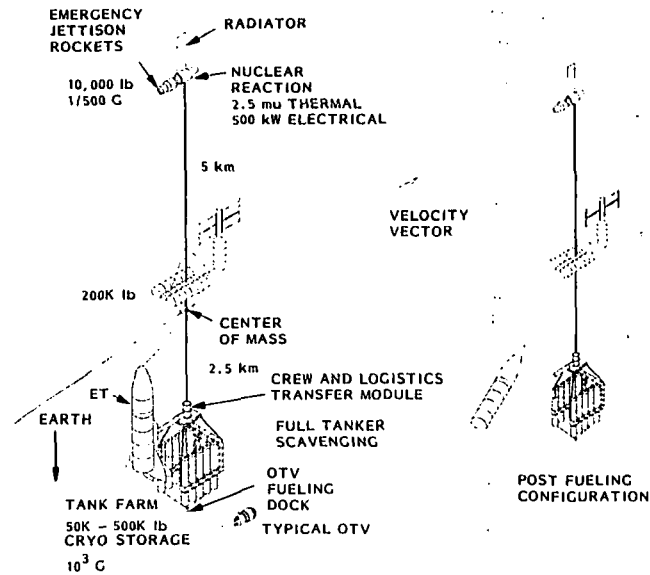 EMERGENCY
JETTISON
ROCKETS
RADIATOR
10,000 lb
1/500 G
NUCLEAR
REACTION
2.5 mu THERMAL
500 kW ELECTRICAL
5 km
VELOCITY
VECTOR
200K lb
CENTER
OF MASS
2.5 km
ET
CREW AND LOGISTICS
TRANSFER MODULE
EARTH
FULL TANKER
SCAVENGING
OTV
FUELING
DOCK
POST FUELING
CONFIGURATION
TANK FARM
50K - 500K lb
CRYO STORAGE
10³ G
TYPICAL OTV